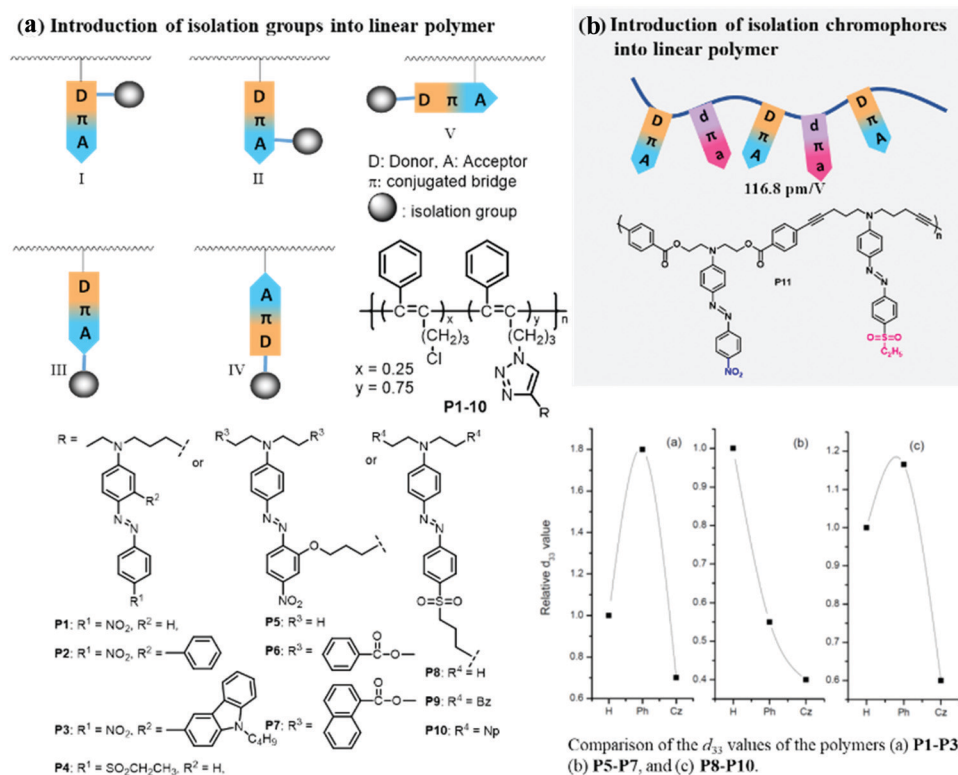 (a) Introduction of isolation groups into linear polymer
D
π
A
I
D
π
A
II
D π A
V
D: Donor, A: Acceptor
π: conjugated bridge
: isolation group
D
π
A
III
A
π
D
IV
x
y
n
(CH2)3
Cl
(CH2)3
N
N
N
R
x = 0.25
y = 0.75
P1-10
R =
N
R2
N
N
R1
or
R3
R3
N
N
N
O
NO2
or
R4
R4
N
N
N
O=S=O
P1: R1 = NO2, R2 = H,
P2: R1 = NO2, R2 =
P3: R1 = NO2, R2 =
N
C4H9
P4: R1 = SO2CH2CH3, R2 = H,
P5: R3 = H
P6: R3 =
C-O
O
P7: R3 =
C-O
O
P8: R4 = H
P9: R4 = Bz
P10: R4 = Np
(b) Introduction of isolation chromophores
into linear polymer
D
π
A
d
π
a
D
π
A
d
π
a
D
π
A
116.8 pm/V
O
O
N
O
O
N
n
P11
N
N
NO2
N
N
O=S=O
C2H5
Relative d33 value
(a)
1.8
1.6
1.4
1.2
1.0
0.8
0.6
H Ph Cz
(b)
1.0
0.9
0.8
0.7
0.6
0.5
0.4
H Ph Cz
(c)
1.2
1.1
1.0
0.9
0.8
0.7
0.6
H Ph Cz
Comparison of the d33 values of the polymers (a) P1-P3,
(b) P5-P7, and (c) P8-P10.